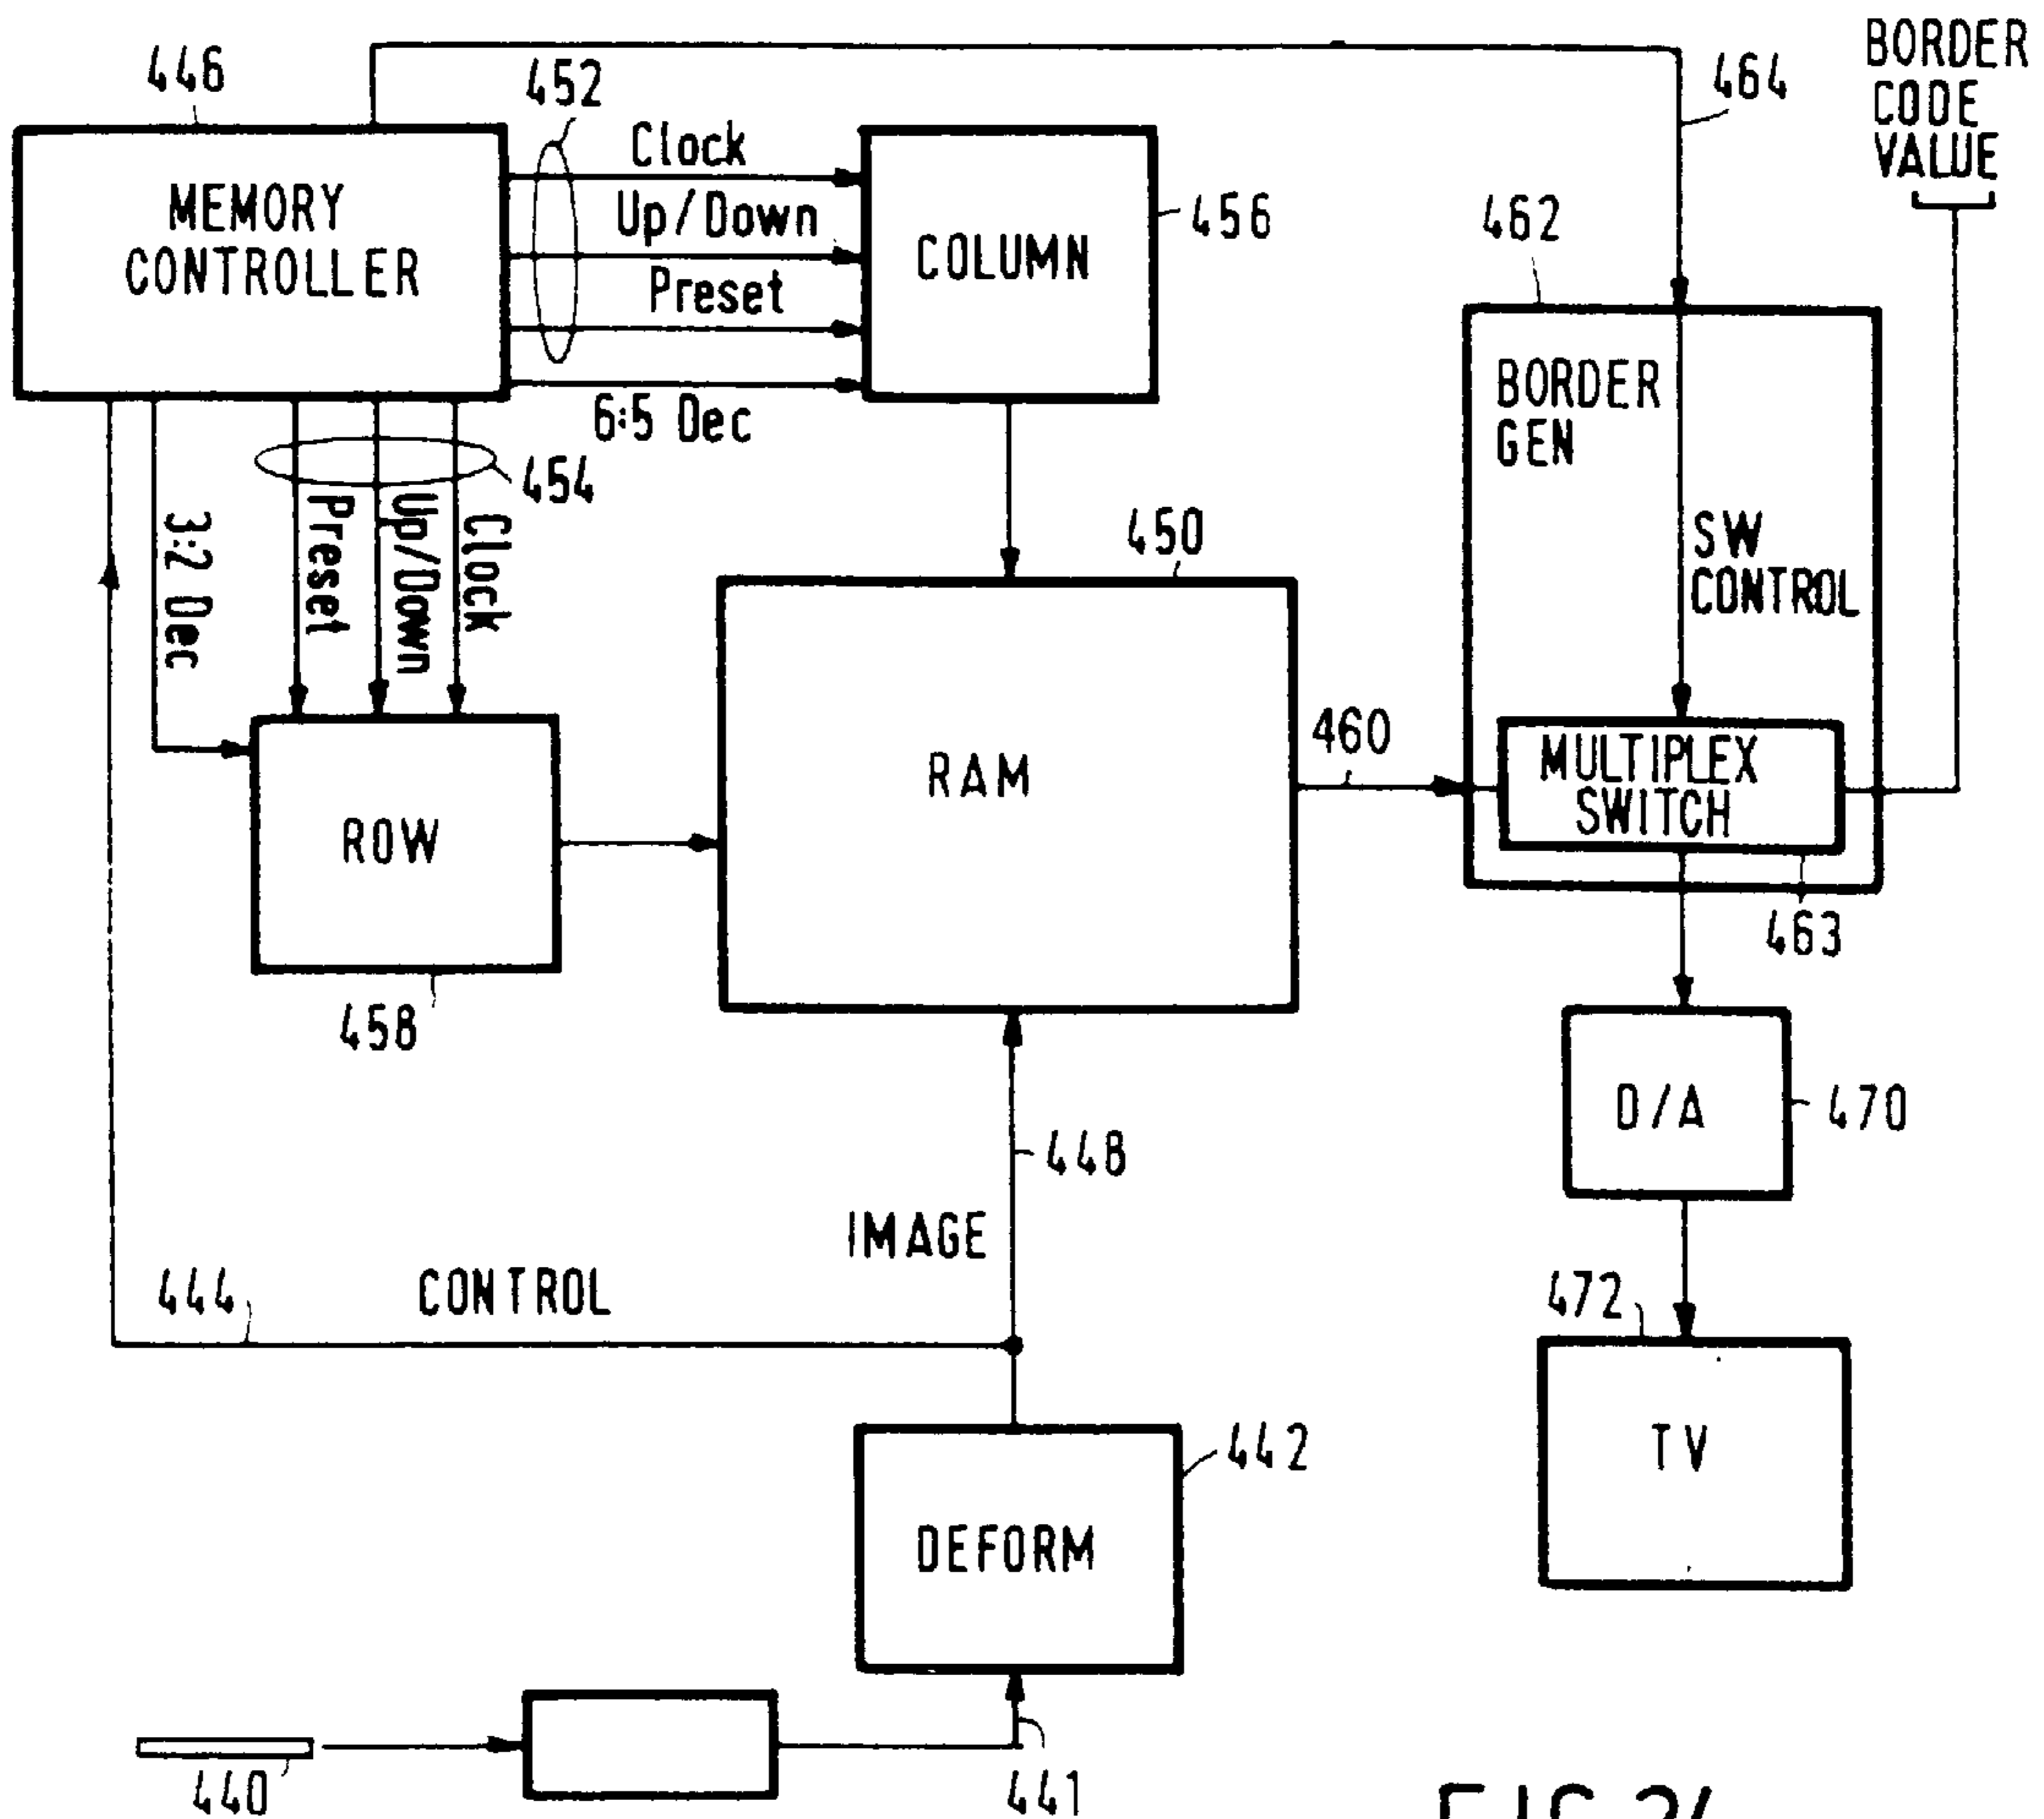 446
452
464
BORDER
CODE
VALUE
MEMORY
CONTROLLER
Clock
Up/Down
Preset
6:5 Dec
COLUMN
456
462
BORDER
GEN
SW
CONTROL
454
3:2 Dec
Preset
Up/Down
Clock
450
RAM
460
MULTIPLEX
SWITCH
463
ROW
458
D/A
470
448
IMAGE
444
CONTROL
472
TV
442
DEFORM
440
441